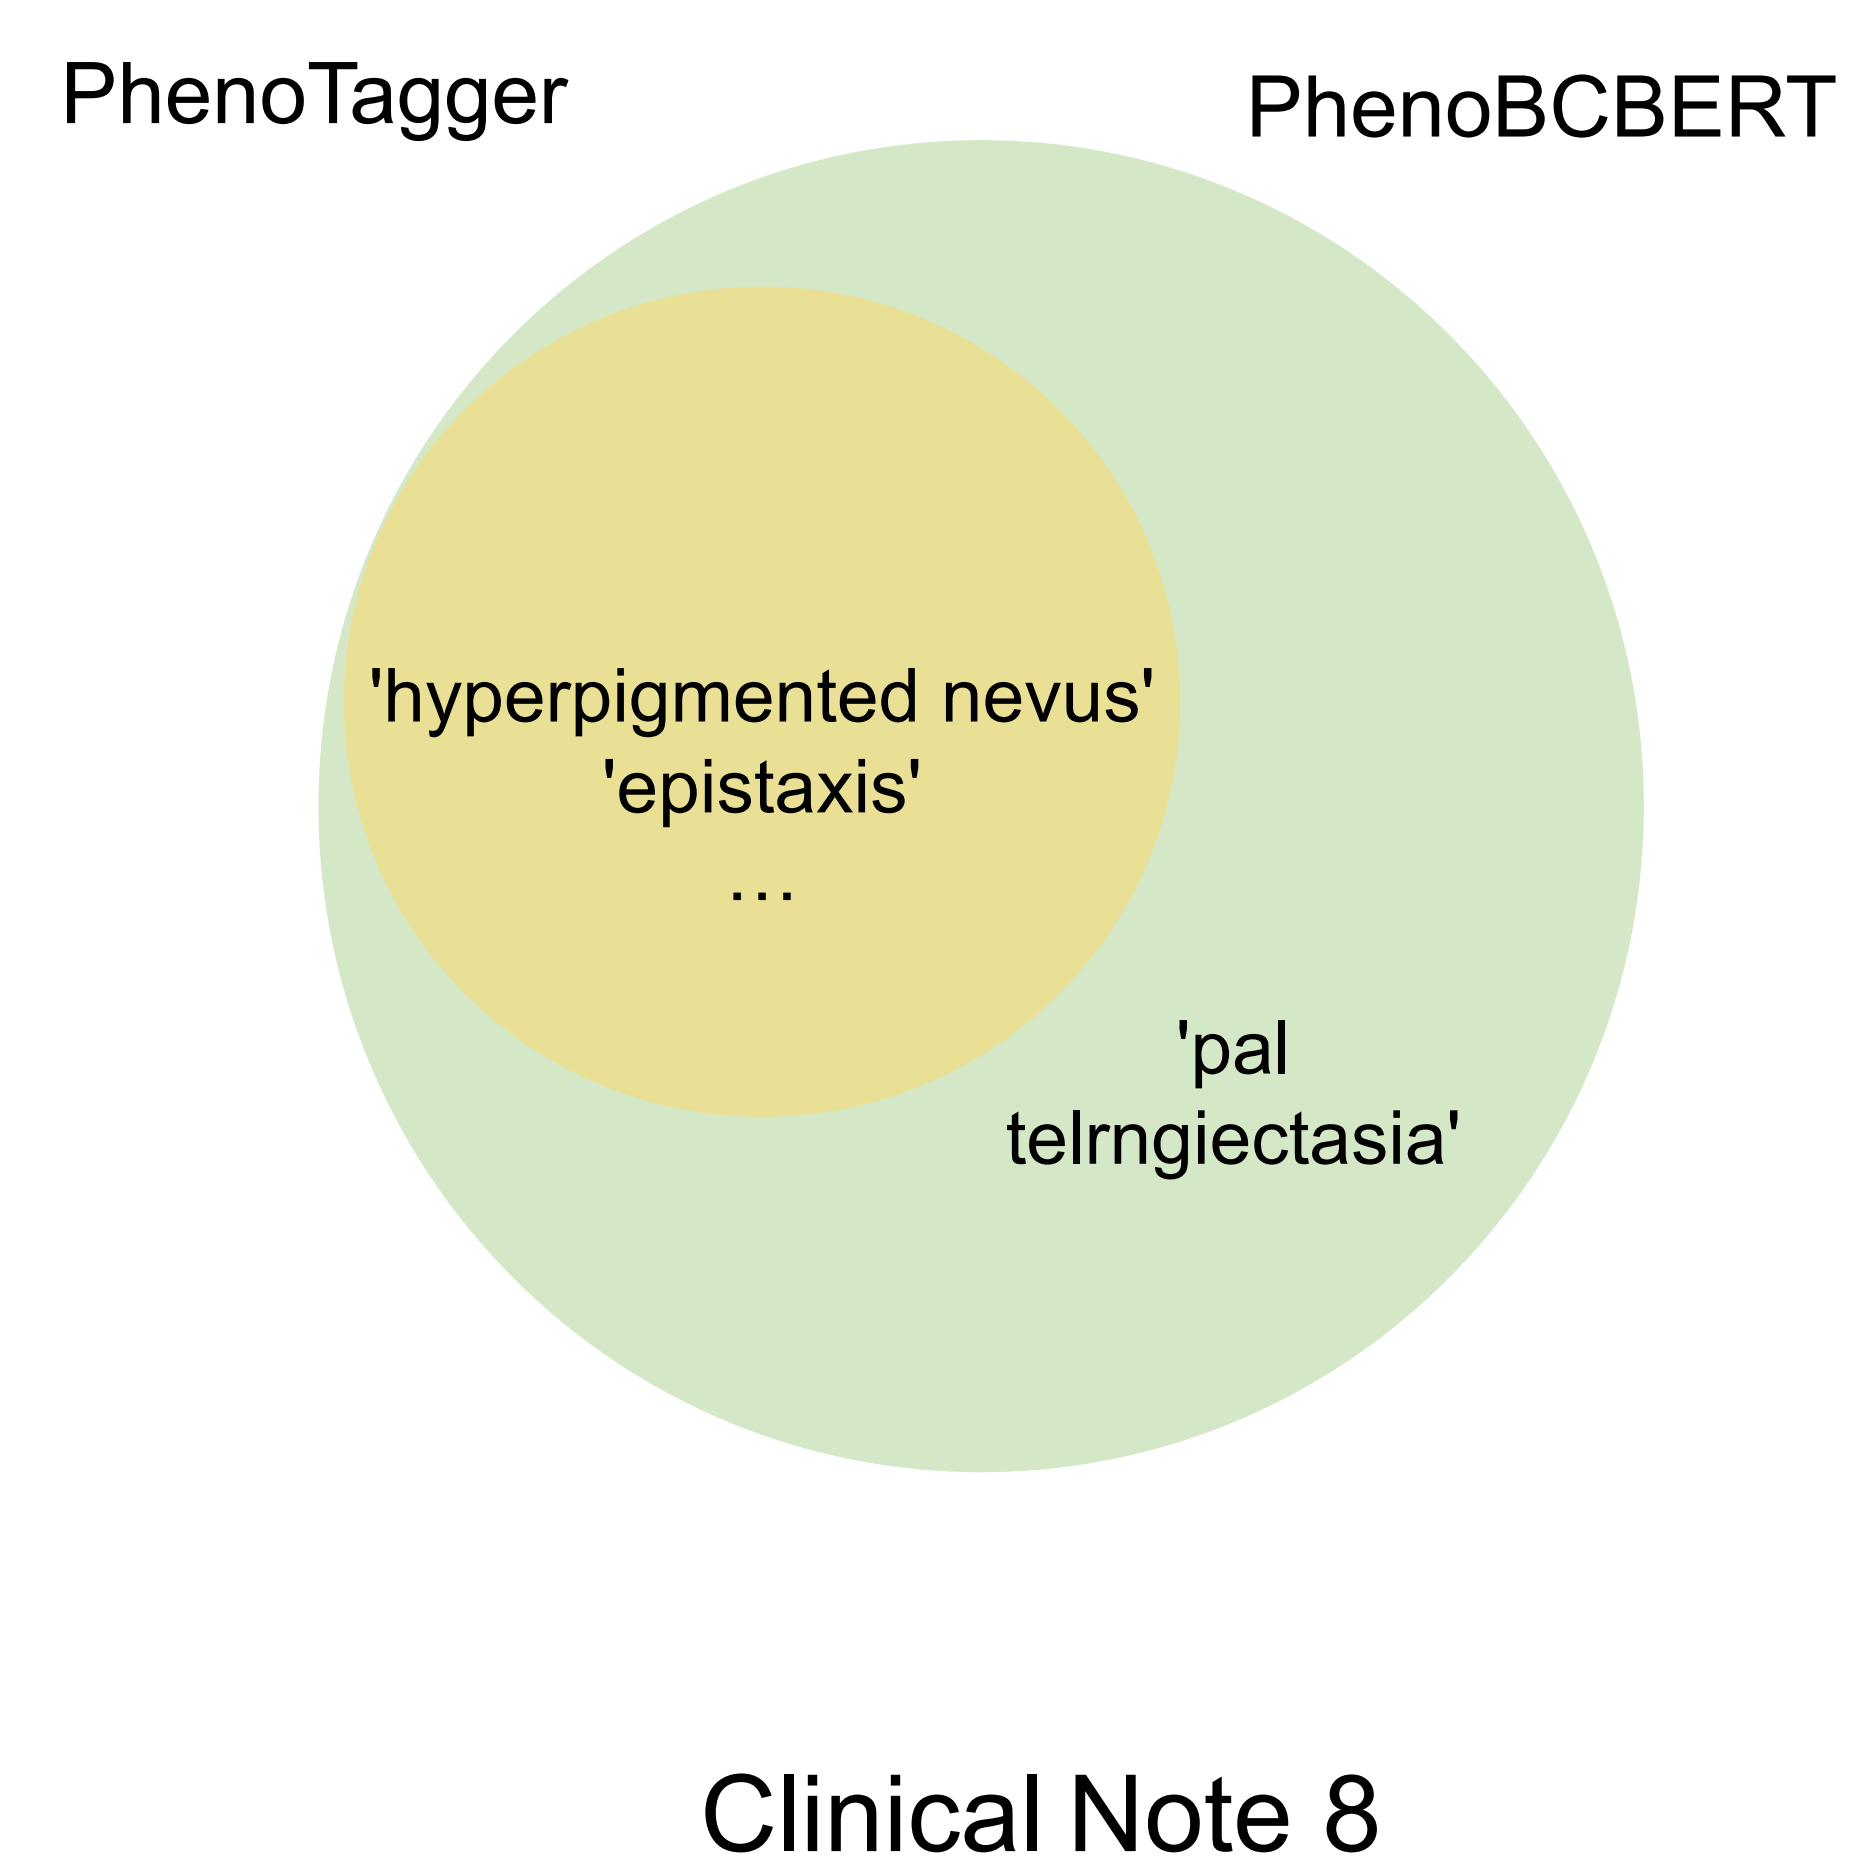 PhenoTagger
PhenoBCBERT
'hyperpigmented nevus'
'epistaxis'
…
'pal
telrngiectasia'
Clinical Note 8